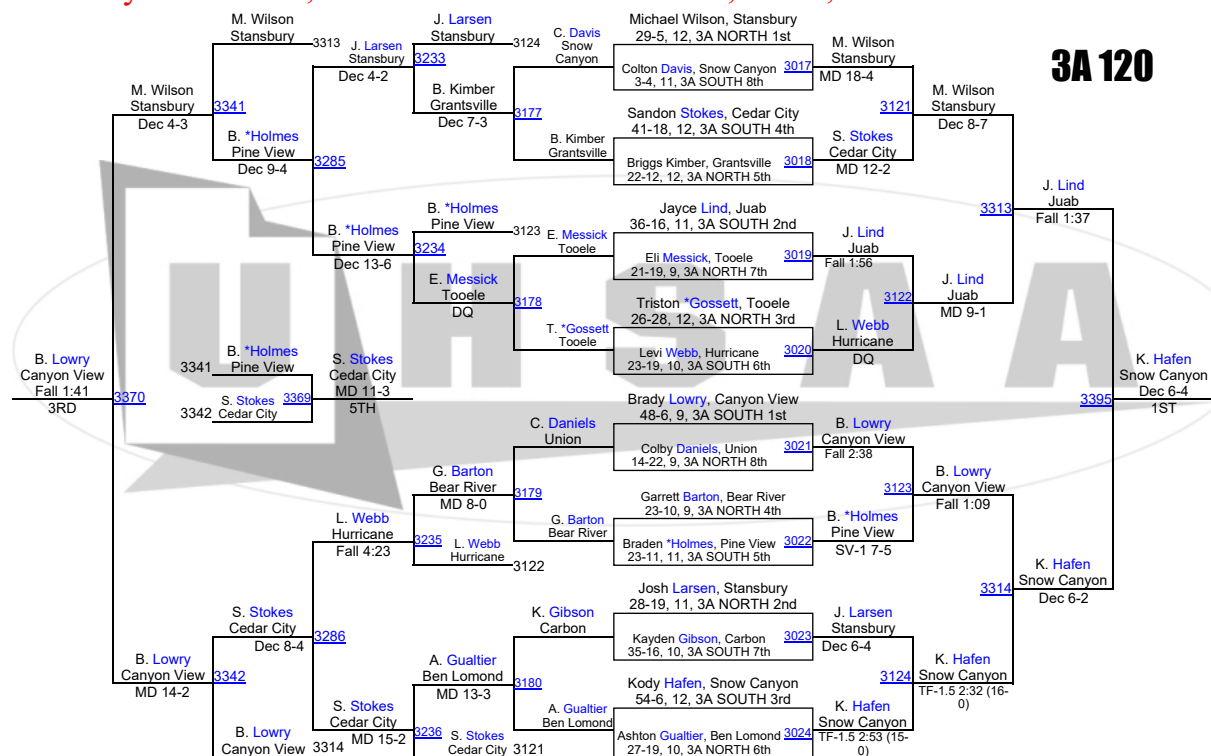 3A 120
M. Wilson
Stansbury
3313
J. Larsen
Stansbury
Dec 4-2
J. Larsen
Stansbury
3124
3233
B. Kimber
Grantsville
Dec 7-3
C. Davis
Snow
Canyon
3177
B. Kimber
Grantsville
Michael Wilson, Stansbury
29-5, 12, 3A NORTH 1st
Colton Davis, Snow Canyon
3-4, 11, 3A SOUTH 8th
3017
M. Wilson
Stansbury
MD 18-4
Sandon Stokes, Cedar City
41-18, 12, 3A SOUTH 4th
Briggs Kimber, Grantsville
22-12, 12, 3A NORTH 5th
3018
S. Stokes
Cedar City
MD 12-2
3121
M. Wilson
Stansbury
Dec 8-7
M. Wilson
Stansbury
Dec 4-3
3341
B. *Holmes
Pine View
Dec 9-4
3285
B. *Holmes
Pine View
Dec 13-6
B. *Holmes
Pine View
3123
3234
E. Messick
Tooele
DQ
E. Messick
Tooele
3178
T. *Gossett
Tooele
Jayce Lind, Juab
36-16, 11, 3A SOUTH 2nd
Eli Messick, Tooele
21-19, 9, 3A NORTH 7th
3019
J. Lind
Juab
Fall 1:56
Triston *Gossett, Tooele
26-28, 12, 3A NORTH 3rd
Levi Webb, Hurricane
23-19, 10, 3A SOUTH 6th
3020
L. Webb
Hurricane
DQ
3122
J. Lind
Juab
MD 9-1
3313
J. Lind
Juab
Fall 1:37
UHSAA
B. Lowry
Canyon View
Fall 1:41
3RD
3370
3341
B. *Holmes
Pine View
3342
S. Stokes
Cedar City
3369
S. Stokes
Cedar City
MD 11-3
5TH
3395
K. Hafen
Snow Canyon
Dec 6-4
1ST
C. Daniels
Union
G. Barton
Bear River
MD 8-0
3179
G. Barton
Bear River
Brady Lowry, Canyon View
48-6, 9, 3A SOUTH 1st
Colby Daniels, Union
14-22, 9, 3A NORTH 8th
3021
B. Lowry
Canyon View
Fall 2:38
Garrett Barton, Bear River
23-10, 9, 3A NORTH 4th
Braden *Holmes, Pine View
23-11, 11, 3A SOUTH 5th
3022
B. *Holmes
Pine View
SV-1 7-5
3123
B. Lowry
Canyon View
Fall 1:09
L. Webb
Hurricane
Fall 4:23
3235
L. Webb
Hurricane
3122
3314
K. Hafen
Snow Canyon
Dec 6-2
S. Stokes
Cedar City
Dec 8-4
3286
B. Lowry
Canyon View
MD 14-2
3342
B. Lowry
Canyon View
3314
S. Stokes
Cedar City
MD 15-2
3236
A. Gualtier
Ben Lomond
MD 13-3
S. Stokes
Cedar City
3121
K. Gibson
Carbon
3180
A. Gualtier
Ben Lomond
Josh Larsen, Stansbury
28-19, 11, 3A NORTH 2nd
Kayden Gibson, Carbon
35-16, 10, 3A SOUTH 7th
3023
J. Larsen
Stansbury
Dec 6-4
Kody Hafen, Snow Canyon
54-6, 12, 3A SOUTH 3rd
Ashton Gualtier, Ben Lomond
27-19, 10, 3A NORTH 6th
3024
K. Hafen
Snow Canyon
TF-1.5 2:53 (15-
0)
3124
K. Hafen
Snow Canyon
TF-1.5 2:32 (16-
0)